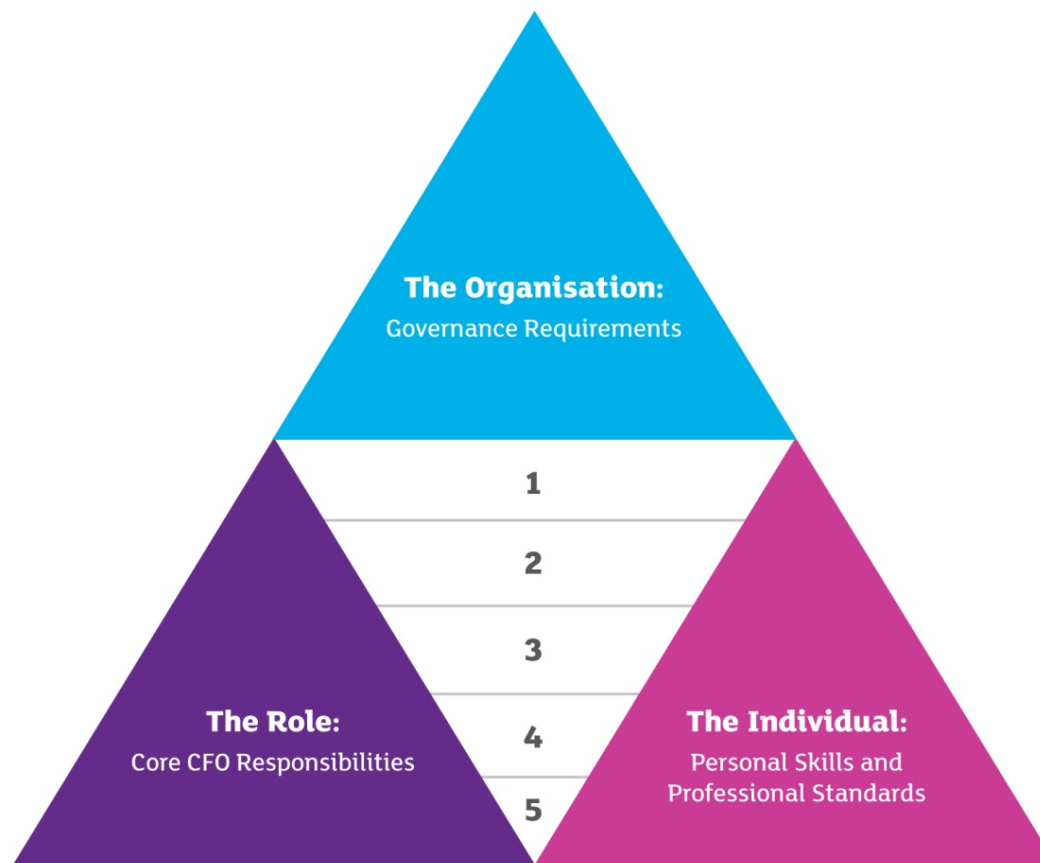 The Organisation:
Governance Requirements
1
2
3
4
5
The Role:
Core CFO Responsibilities
The Individual:
Personal Skills and
Professional Standards